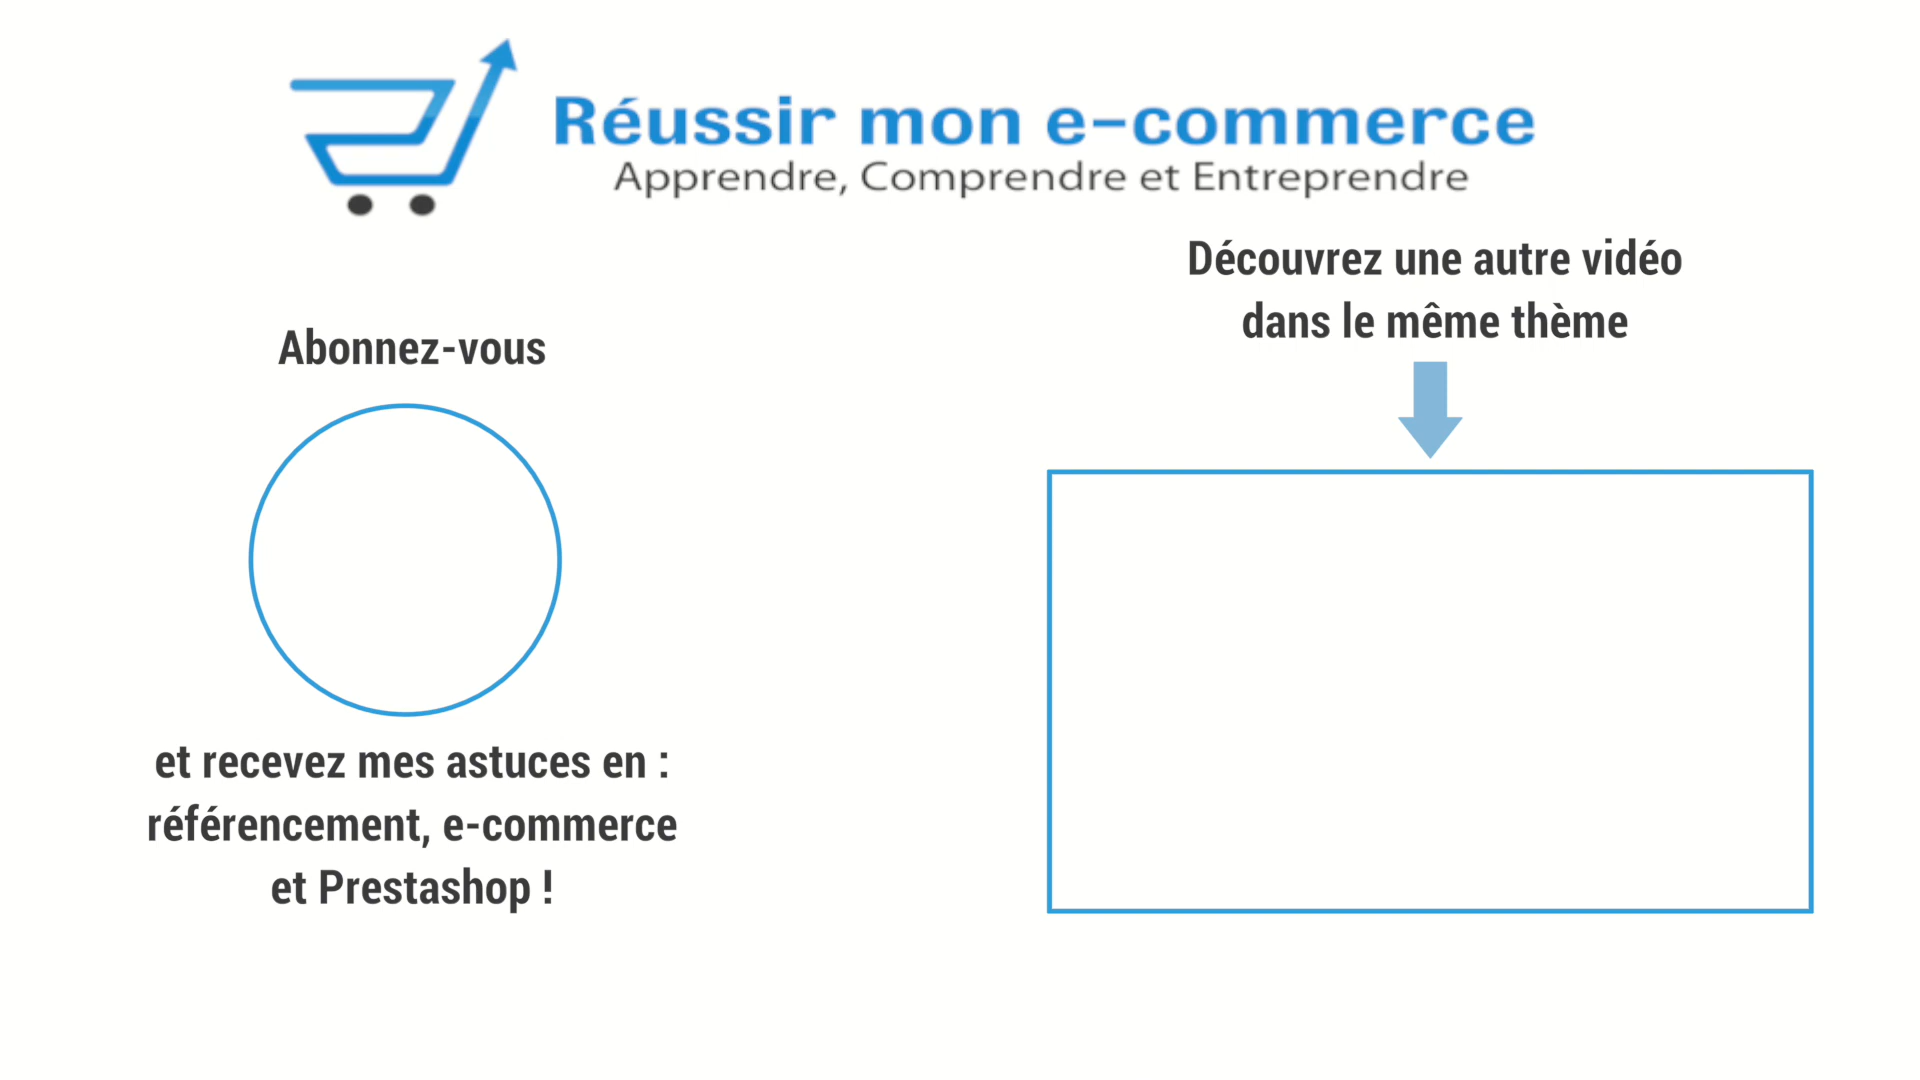 Réussir mon e-commerce
Apprendre, Comprendre et Entreprendre
Abonnez-vous
et recevez mes astuces en :
référencement, e-commerce
et Prestashop !
Découvrez une autre vidéo
dans le même thème